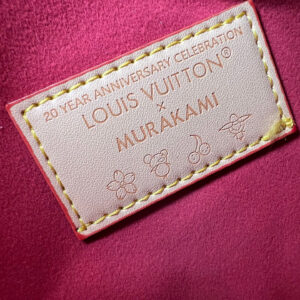 20 YEAR ANNIVERSARY CELEBRATION
LOUIS VUITTON®
×
MURAKAMi